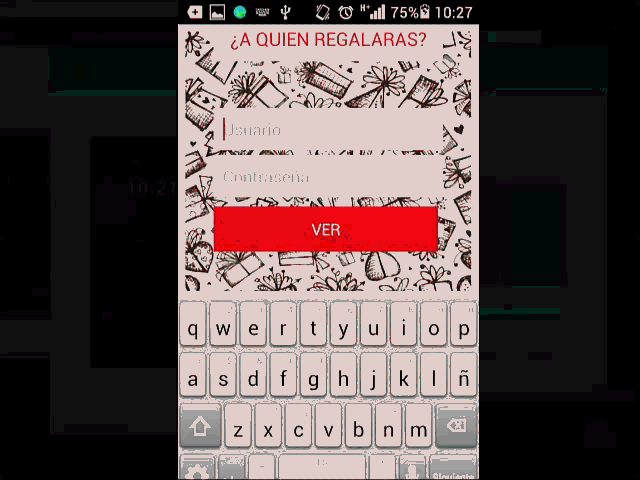 H+ 75% 10:27
¿A QUIEN REGALARAS?
Usuario
Contraseña
VER
q w e r t y u i o p
a s d f g h j k l ñ
z x c v b n m
Siguiente